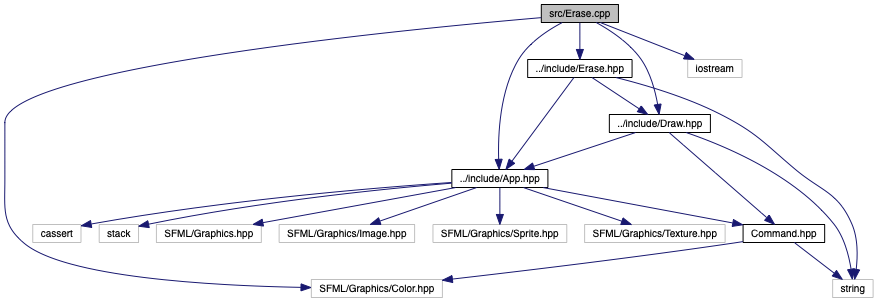 src/Erase.cpp
../include/Erase.hpp
iostream
../include/Draw.hpp
../include/App.hpp
cassert
stack
SFML/Graphics.hpp
SFML/Graphics/Image.hpp
SFML/Graphics/Sprite.hpp
SFML/Graphics/Texture.hpp
Command.hpp
SFML/Graphics/Color.hpp
string